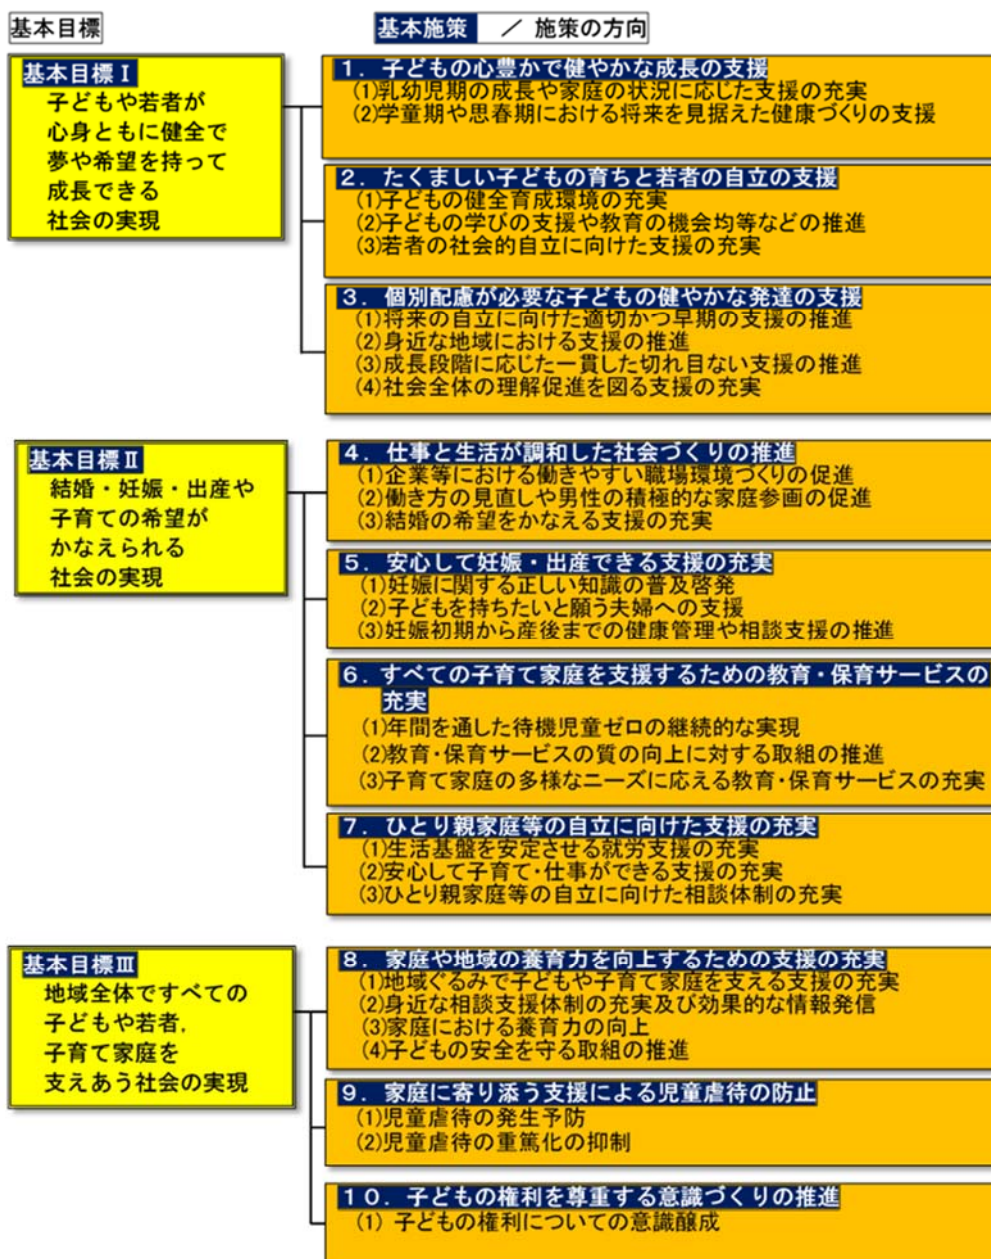 基本目標
基本施策 / 施策の方向
基本目標Ⅰ
子どもや若者が
心身ともに健全で
夢や希望を持って
成長できる
社会の実現
1．子どもの心豊かで健やかな成長の支援
(1)乳幼児期の成長や家庭の状況に応じた支援の充実
(2)学童期や思春期における将来を見据えた健康づくりの支援
2．たくましい子どもの育ちと若者の自立の支援
(1)子どもの健全育成環境の充実
(2)子どもの学びの支援や教育の機会均等などの推進
(3)若者の社会的自立に向けた支援の充実
3．個別配慮が必要な子どもの健やかな発達の支援
(1)将来の自立に向けた適切かつ早期の支援の推進
(2)身近な地域における支援の推進
(3)成長段階に応じた一貫した切れ目ない支援の推進
(4)社会全体の理解促進を図る支援の充実
基本目標Ⅱ
結婚・妊娠・出産や
子育ての希望が
かなえられる
社会の実現
4．仕事と生活が調和した社会づくりの推進
(1)企業等における働きやすい職場環境づくりの促進
(2)働き方の見直しや男性の積極的な家庭参画の促進
(3)結婚の希望をかなえる支援の充実
5．安心して妊娠・出産できる支援の充実
(1)妊娠に関する正しい知識の普及啓発
(2)子どもを持ちたいと願う夫婦への支援
(3)妊娠初期から産後までの健康管理や相談支援の推進
6．すべての子育て家庭を支援するための教育・保育サービスの
充実
(1)年間を通した待機児童ゼロの継続的な実現
(2)教育・保育サービスの質の向上に対する取組の推進
(3)子育て家庭の多様なニーズに応える教育・保育サービスの充実
7．ひとり親家庭等の自立に向けた支援の充実
(1)生活基盤を安定させる就労支援の充実
(2)安心して子育て・仕事ができる支援の充実
(3)ひとり親家庭等の自立に向けた相談体制の充実
基本目標Ⅲ
地域全体ですべての
子どもや若者，
子育て家庭を
支えあう社会の実現
8．家庭や地域の養育力を向上するための支援の充実
(1)地域ぐるみで子どもや子育て家庭を支える支援の充実
(2)身近な相談支援体制の充実及び効果的な情報発信
(3)家庭における養育力の向上
(4)子どもの安全を守る取組の推進
9．家庭に寄り添う支援による児童虐待の防止
(1)児童虐待の発生予防
(2)児童虐待の重篤化の抑制
10．子どもの権利を尊重する意識づくりの推進
(1) 子どもの権利についての意識醸成